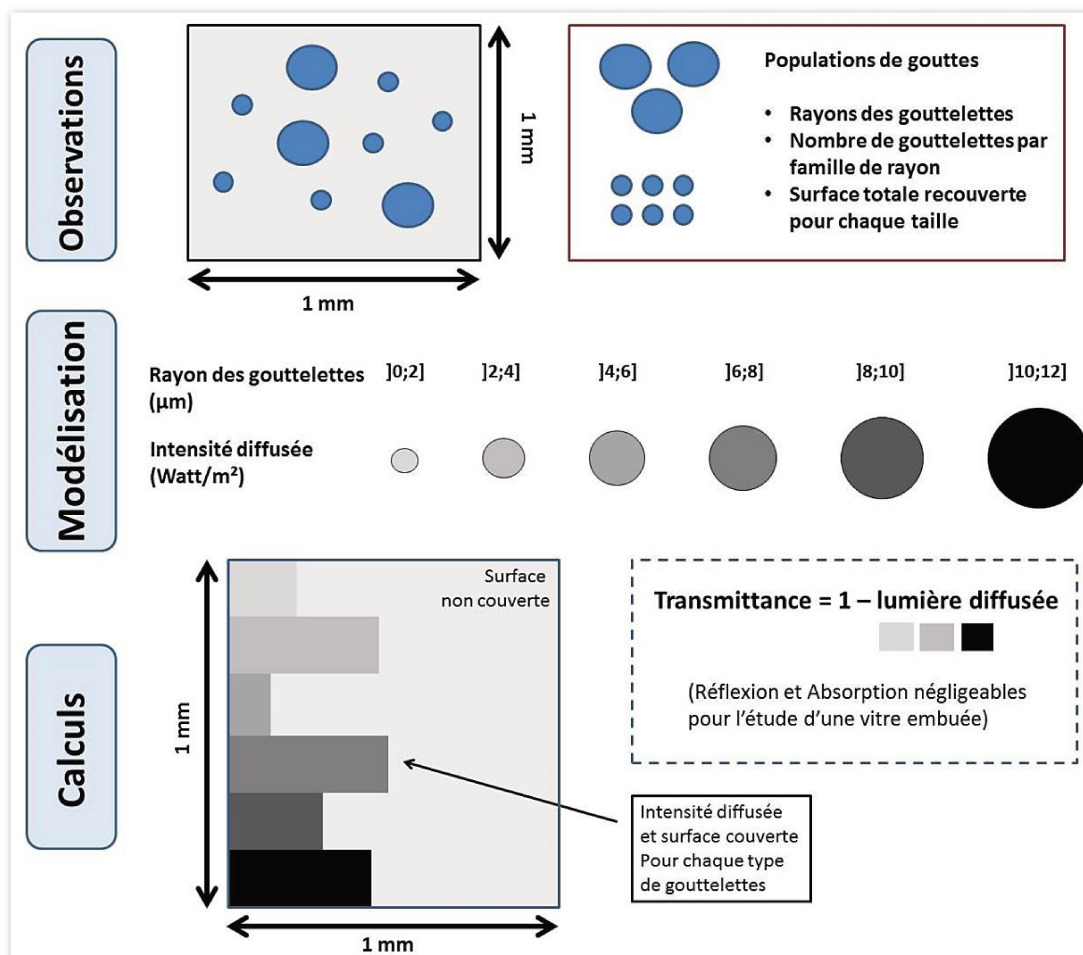 Observations
1 mm
1 mm
Populations de gouttes
• Rayons des gouttelettes
• Nombre de gouttelettes par
famille de rayon
• Surface totale recouverte
pour chaque taille
Modélisation
Rayon des gouttelettes
(µm)
]0;2]
]2;4]
]4;6]
]6;8]
]8;10]
]10;12]
Intensité diffusée
(Watt/m²)
Calculs
1 mm
Surface
non couverte
1 mm
Transmittance = 1 – lumière diffusée
(Réflexion et Absorption négligeables
pour l’étude d’une vitre embuée)
Intensité diffusée
et surface couverte
Pour chaque type
de gouttelettes